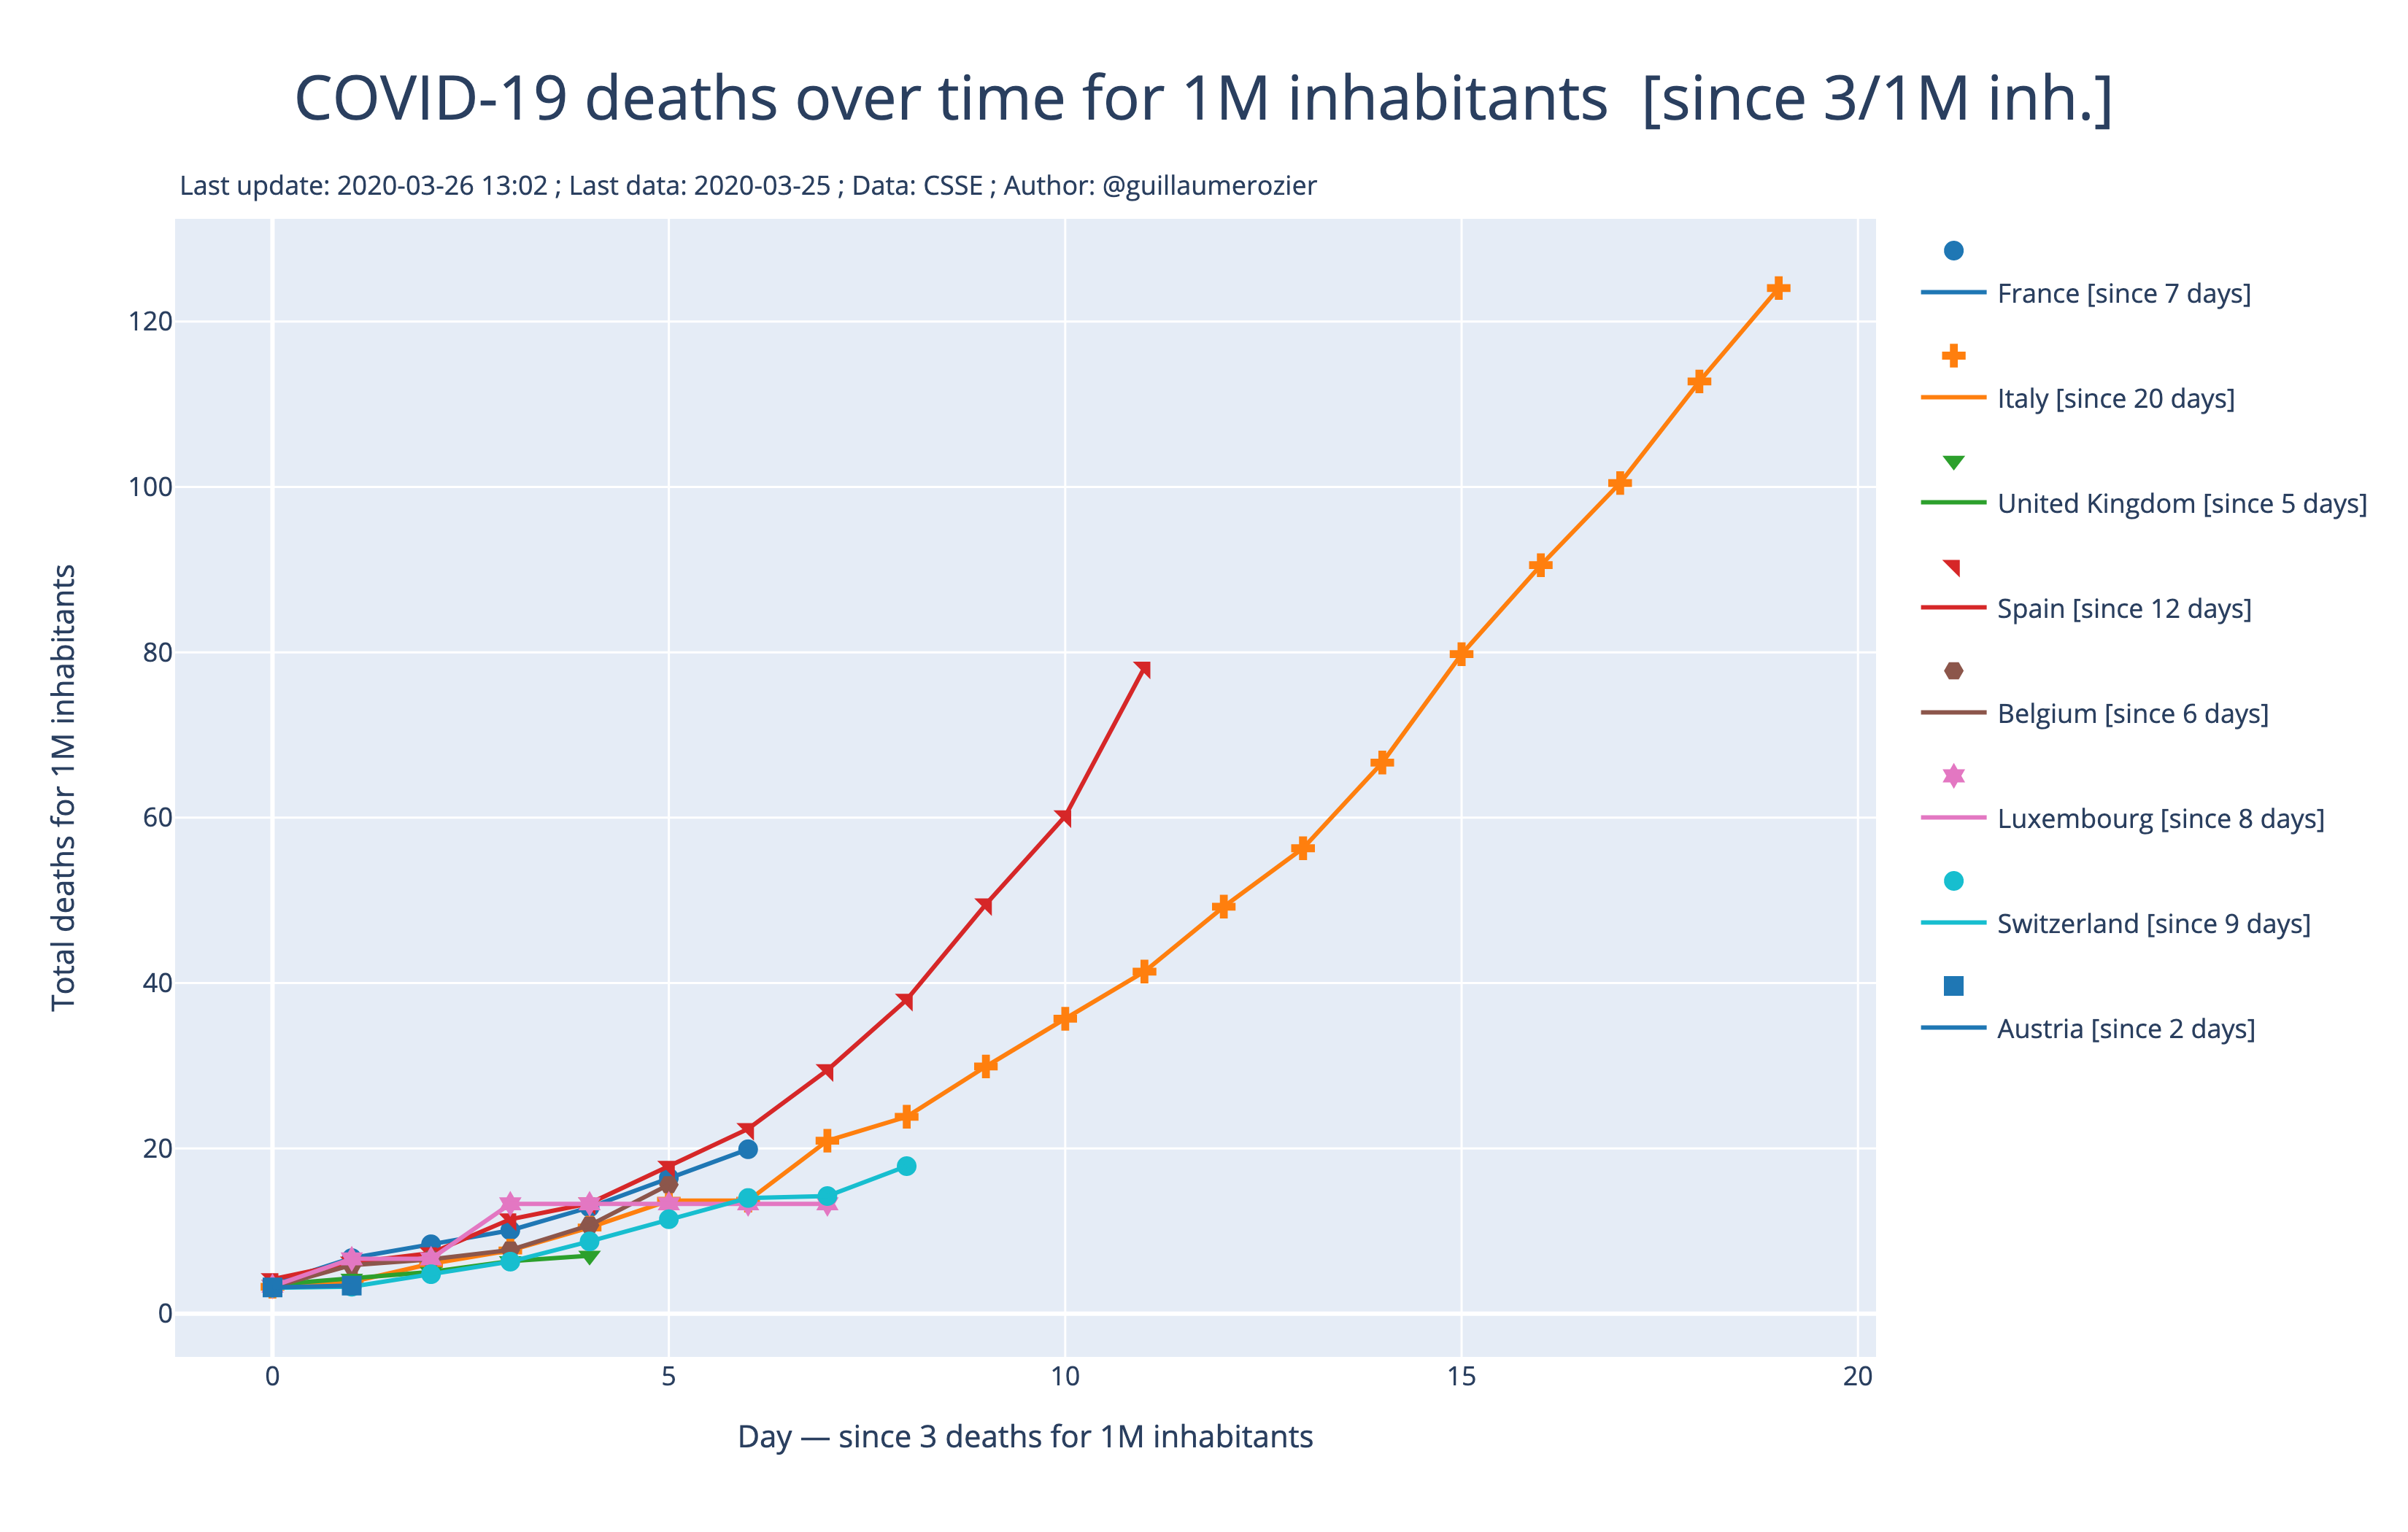 COVID-19 deaths over time for 1M inhabitants [since 3/1M inh.]
Last update: 2020-03-26 13:02 ; Last data: 2020-03-25 ; Data: CSSE ; Author: @guillaumerozier
Total deaths for 1M inhabitants
120
100
80
60
40
20
0
0 5 10 15 20
Day — since 3 deaths for 1M inhabitants
France [since 7 days]
Italy [since 20 days]
United Kingdom [since 5 days]
Spain [since 12 days]
Belgium [since 6 days]
Luxembourg [since 8 days]
Switzerland [since 9 days]
Austria [since 2 days]